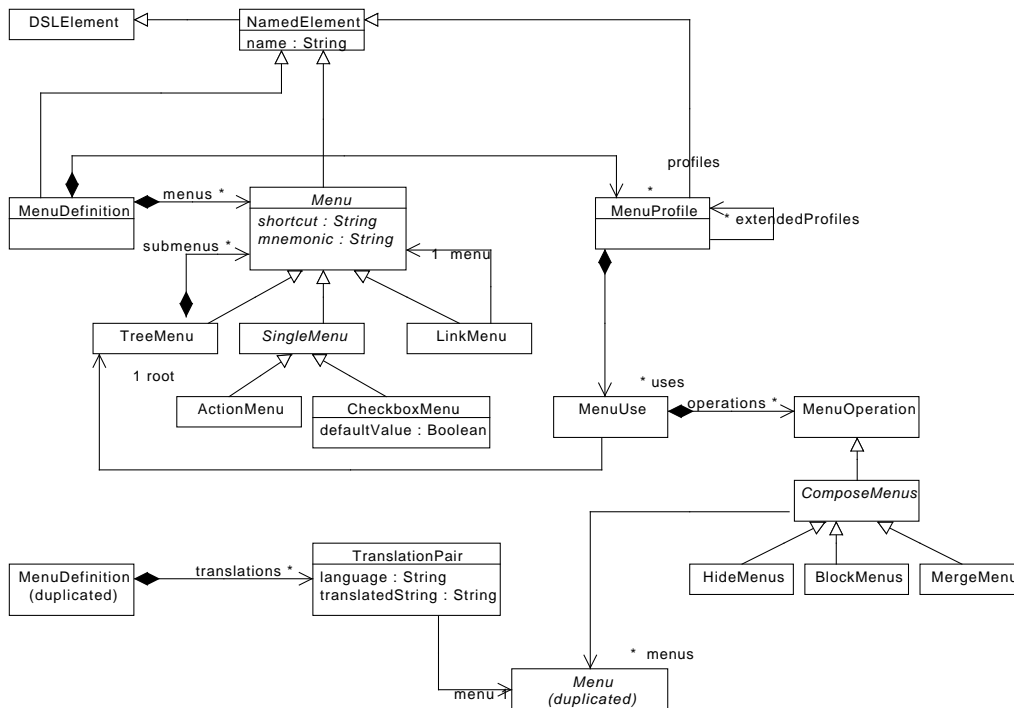 DSLElement
NamedElement
name : String
profiles
MenuDefinition
menus *
Menu
shortcut : String
mnemonic : String
*
MenuProfile
* extendedProfiles
submenus *
1 menu
TreeMenu
SingleMenu
LinkMenu
1 root
ActionMenu
CheckboxMenu
defaultValue : Boolean
* uses
MenuUse
operations *
MenuOperation
ComposeMenus
HideMenus
BlockMenus
MergeMenu
MenuDefinition
(duplicated)
translations *
TranslationPair
language : String
translatedString : String
* menus
menu 1
Menu
(duplicated)